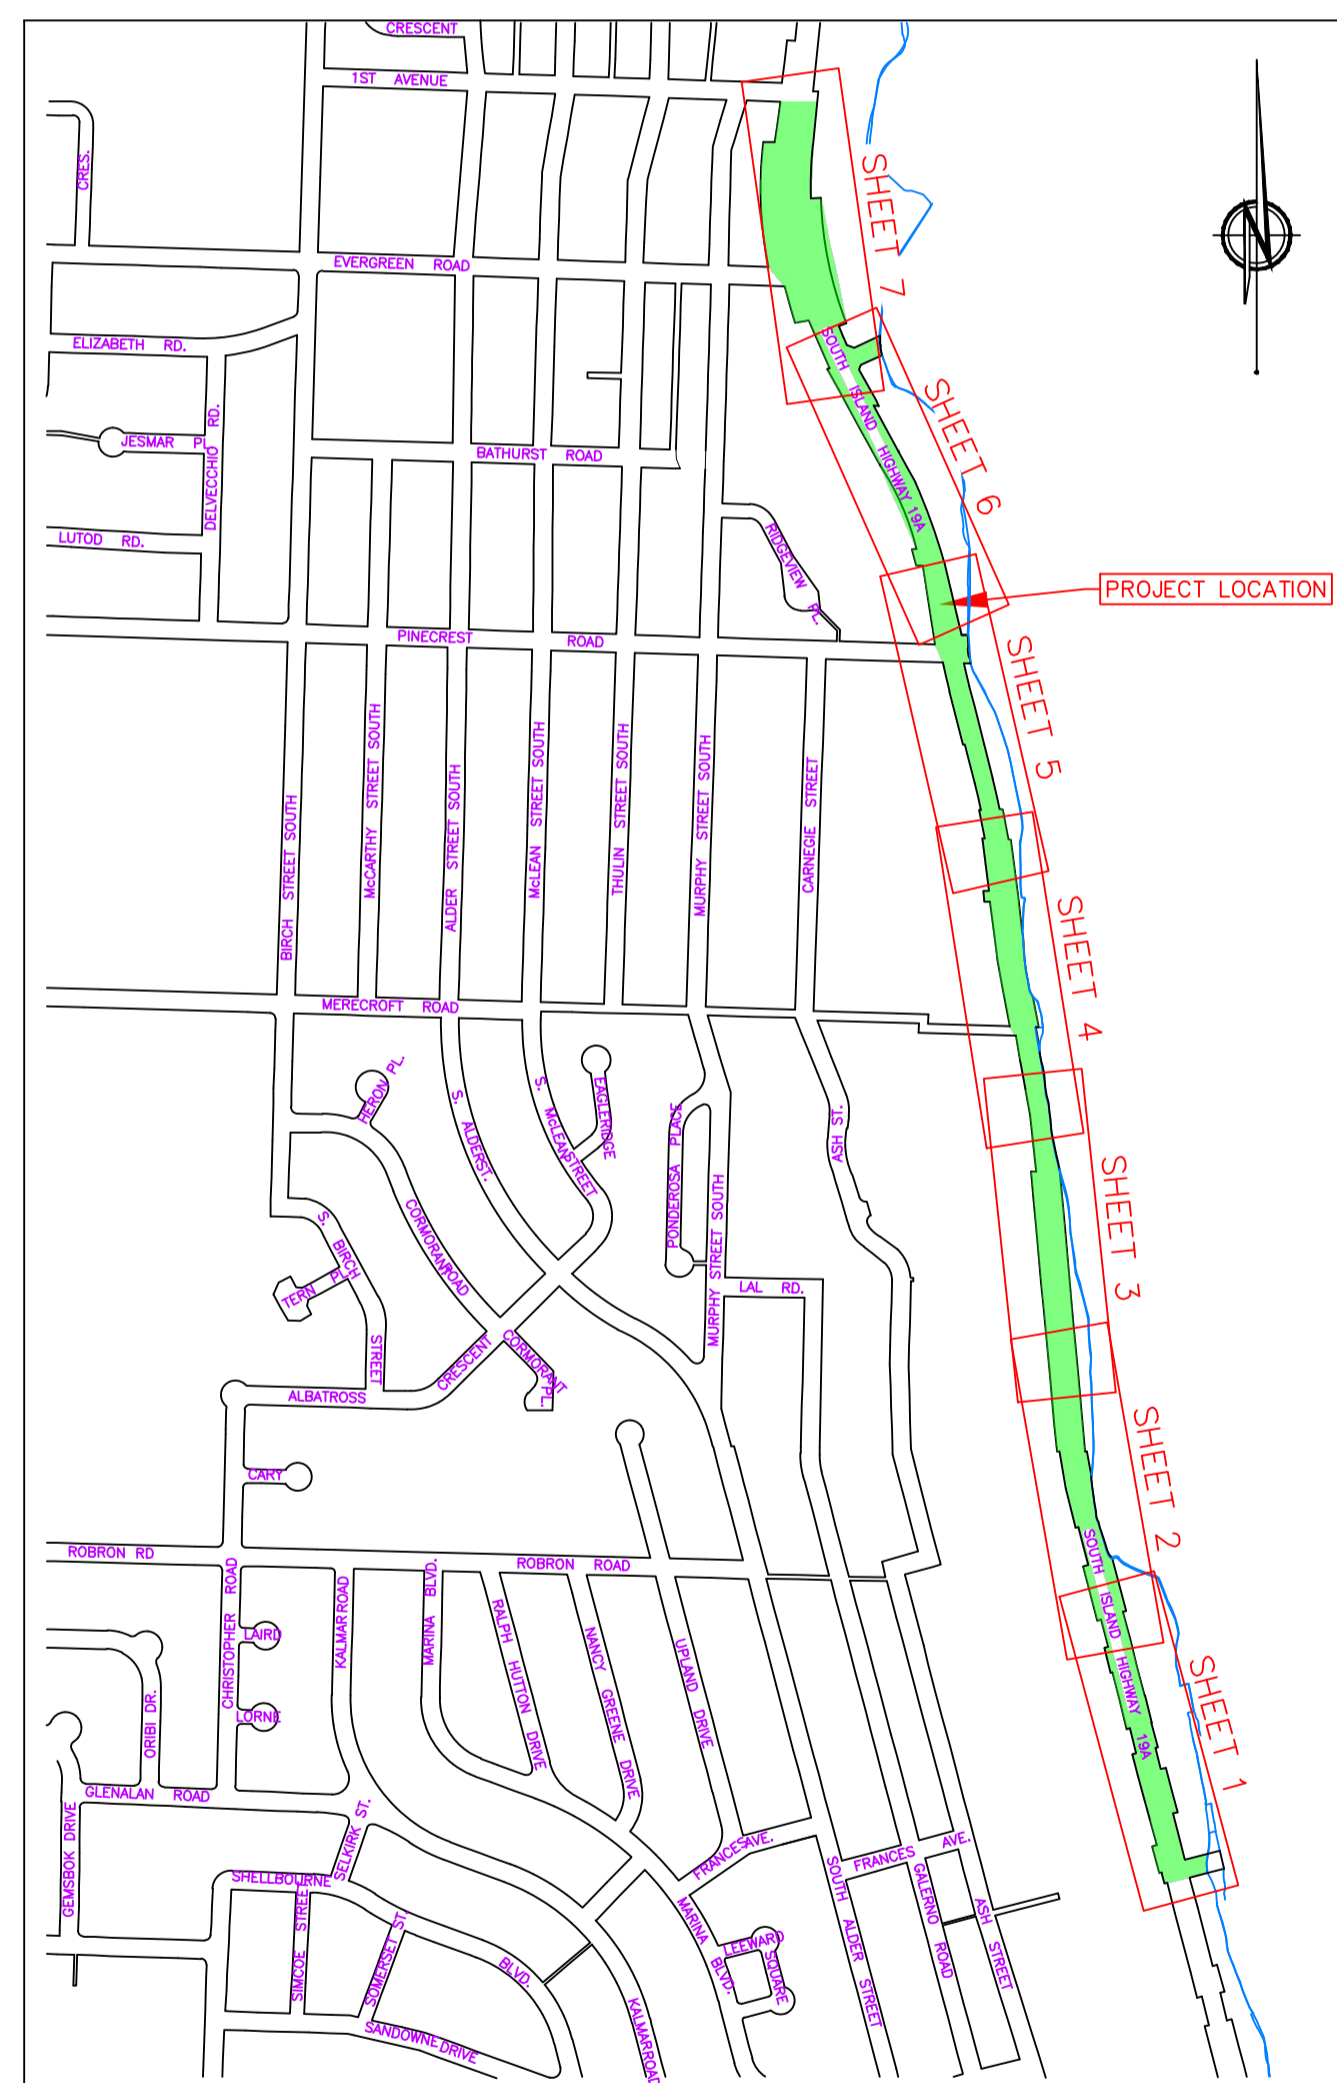 CRESCENT
1ST AVENUE
CRES.
SHEET 7
N
EVERGREEN ROAD
ELIZABETH RD.
SOUTH ISLAND HIGHWAY 19A
SHEET 6
DELVECCHIO RD.
JESMAR PL.
BATHURST ROAD
LUTOD RD.
RIDGEVIEW PL.
PROJECT LOCATION
PINECREST ROAD
SHEET 5
BIRCH STREET SOUTH
McCARTHY STREET SOUTH
ALDER STREET SOUTH
McLEAN STREET SOUTH
THULIN STREET SOUTH
MURPHY STREET SOUTH
CARNEGIE STREET
SHEET 4
MERECROFT ROAD
HERON PL.
S. ALDERST.
S. McLEAN STREET
EAGLERIDGE
PONDEROSA PLACE
ASH ST.
SHEET 3
CORMORANT ROAD
S. BIRCH STREET
TERN PL.
MURPHY STREET SOUTH
LAL RD.
CRESCENT
CORMORANT PL.
ALBATROSS
SHEET 2
CARY
ROBRON RD
ROBRON ROAD
SOUTH ISLAND HIGHWAY 19A
CHRISTOPHER ROAD
KALMAR ROAD
MARINA BLVD.
RALPH HUTTON DRIVE
NANCY GREENE DRIVE
UPLAND DRIVE
LAIRD
LORNE
ORIBI DR.
SHEET 1
GLENALAN ROAD
GEMSBOK DRIVE
SELKIRK ST.
FRANCES AVE.
FRANCES AVE.
SHELLBOURNE BLVD.
SIMCOE STREET
SOMERSET ST.
MARINA BLVD.
LEEWARD SQUARE
SOUTH ALDER STREET
GALERNO ROAD
ASH STREET
SANDOWNE DRIVE
KALMAR ROAD